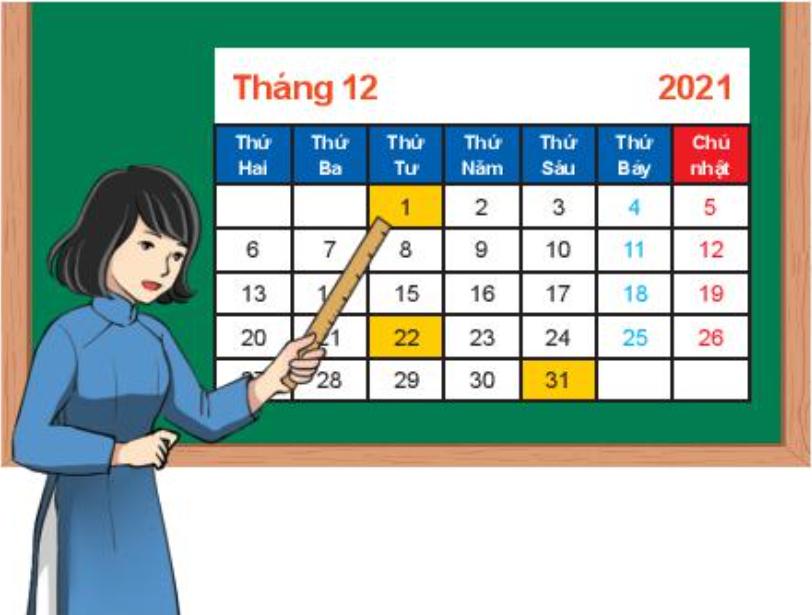 Tháng 12 2021
Thứ Thứ Thứ Thứ Thứ Thứ Chủ
Hai Ba Tư Năm Sáu Bảy nhật
1 2 3 4 5
6 7 8 9 10 11 12
13 15 16 17 18 19
20 21 22 23 24 25 26
27 28 29 30 31